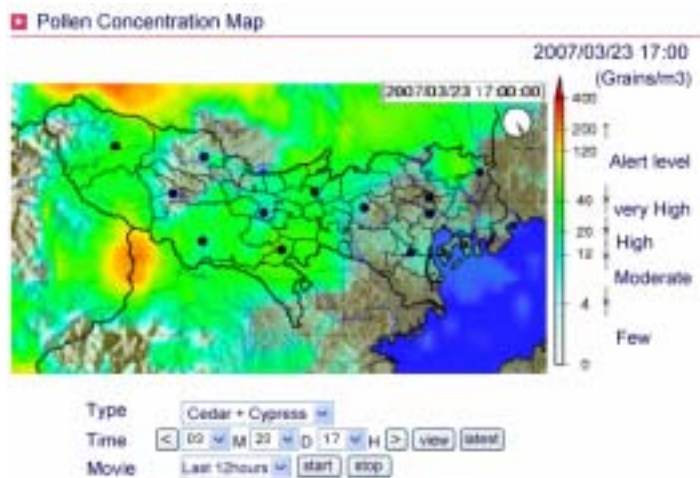 Pollen Concentration Map
2007/03/23 17:00
(Grains/m3)
2007/03/23 17:00:00
400
200
120
Alert level
40
very High
20
High
12
Moderate
4
Few
0
Type Cedar + Cypress
Time < 03 M 23 D 17 H > view latest
Movie Last 12hours start stop